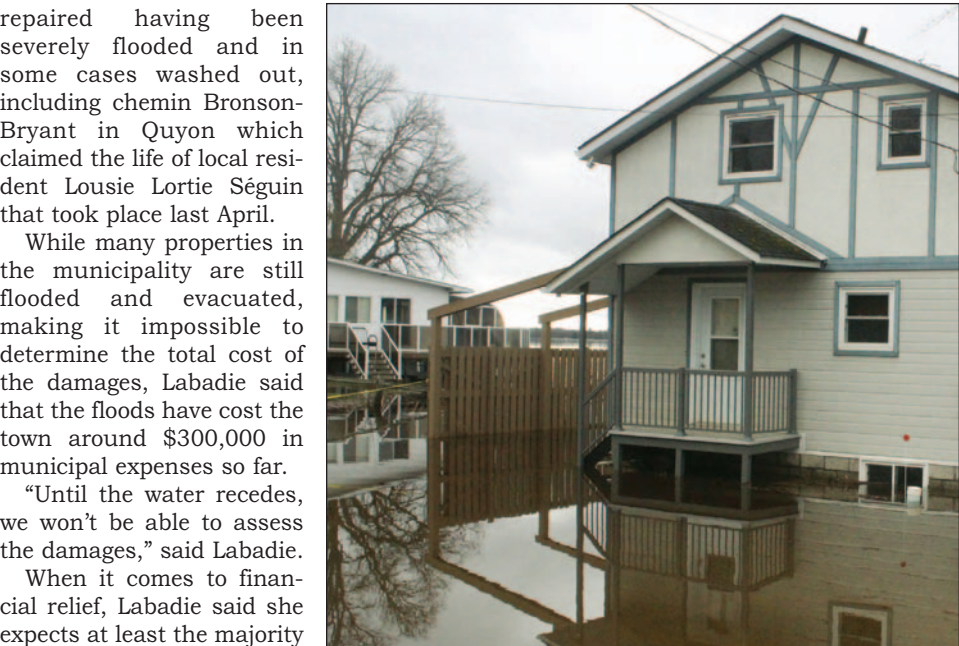 repaired having been
severely flooded and in
some cases washed out,
including chemin Bronson-
Bryant in Quyon which
claimed the life of local resi-
dent Lousie Lortie Séguin
that took place last April.
While many properties in
the municipality are still
flooded and evacuated,
making it impossible to
determine the total cost of
the damages, Labadie said
that the floods have cost the
town around $300,000 in
municipal expenses so far.
“Until the water recedes,
we won’t be able to assess
the damages,” said Labadie.
When it comes to finan-
cial relief, Labadie said she
expects at least the majority